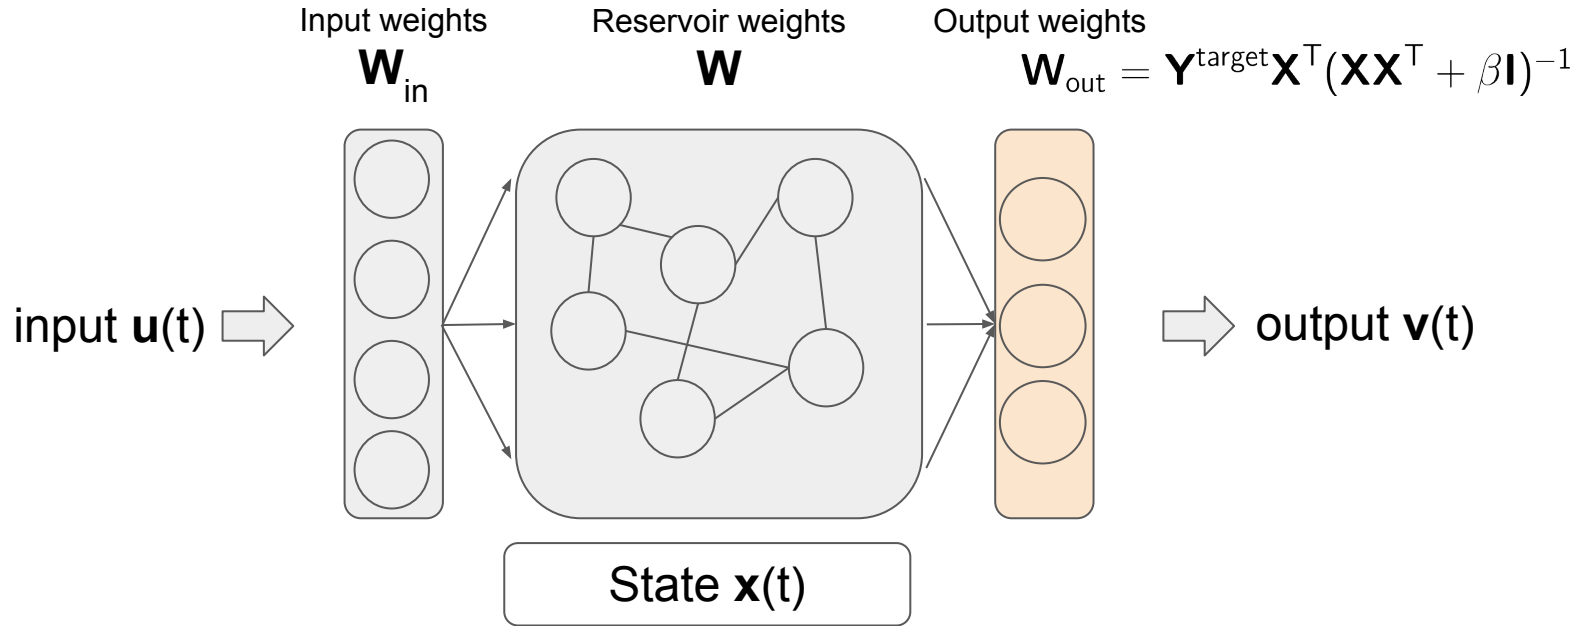 Input weights
W_in
Reservoir weights
W
Output weights
W_out = Y^target X^T (XX^T + βI)^−1
input u(t)
output v(t)
State x(t)